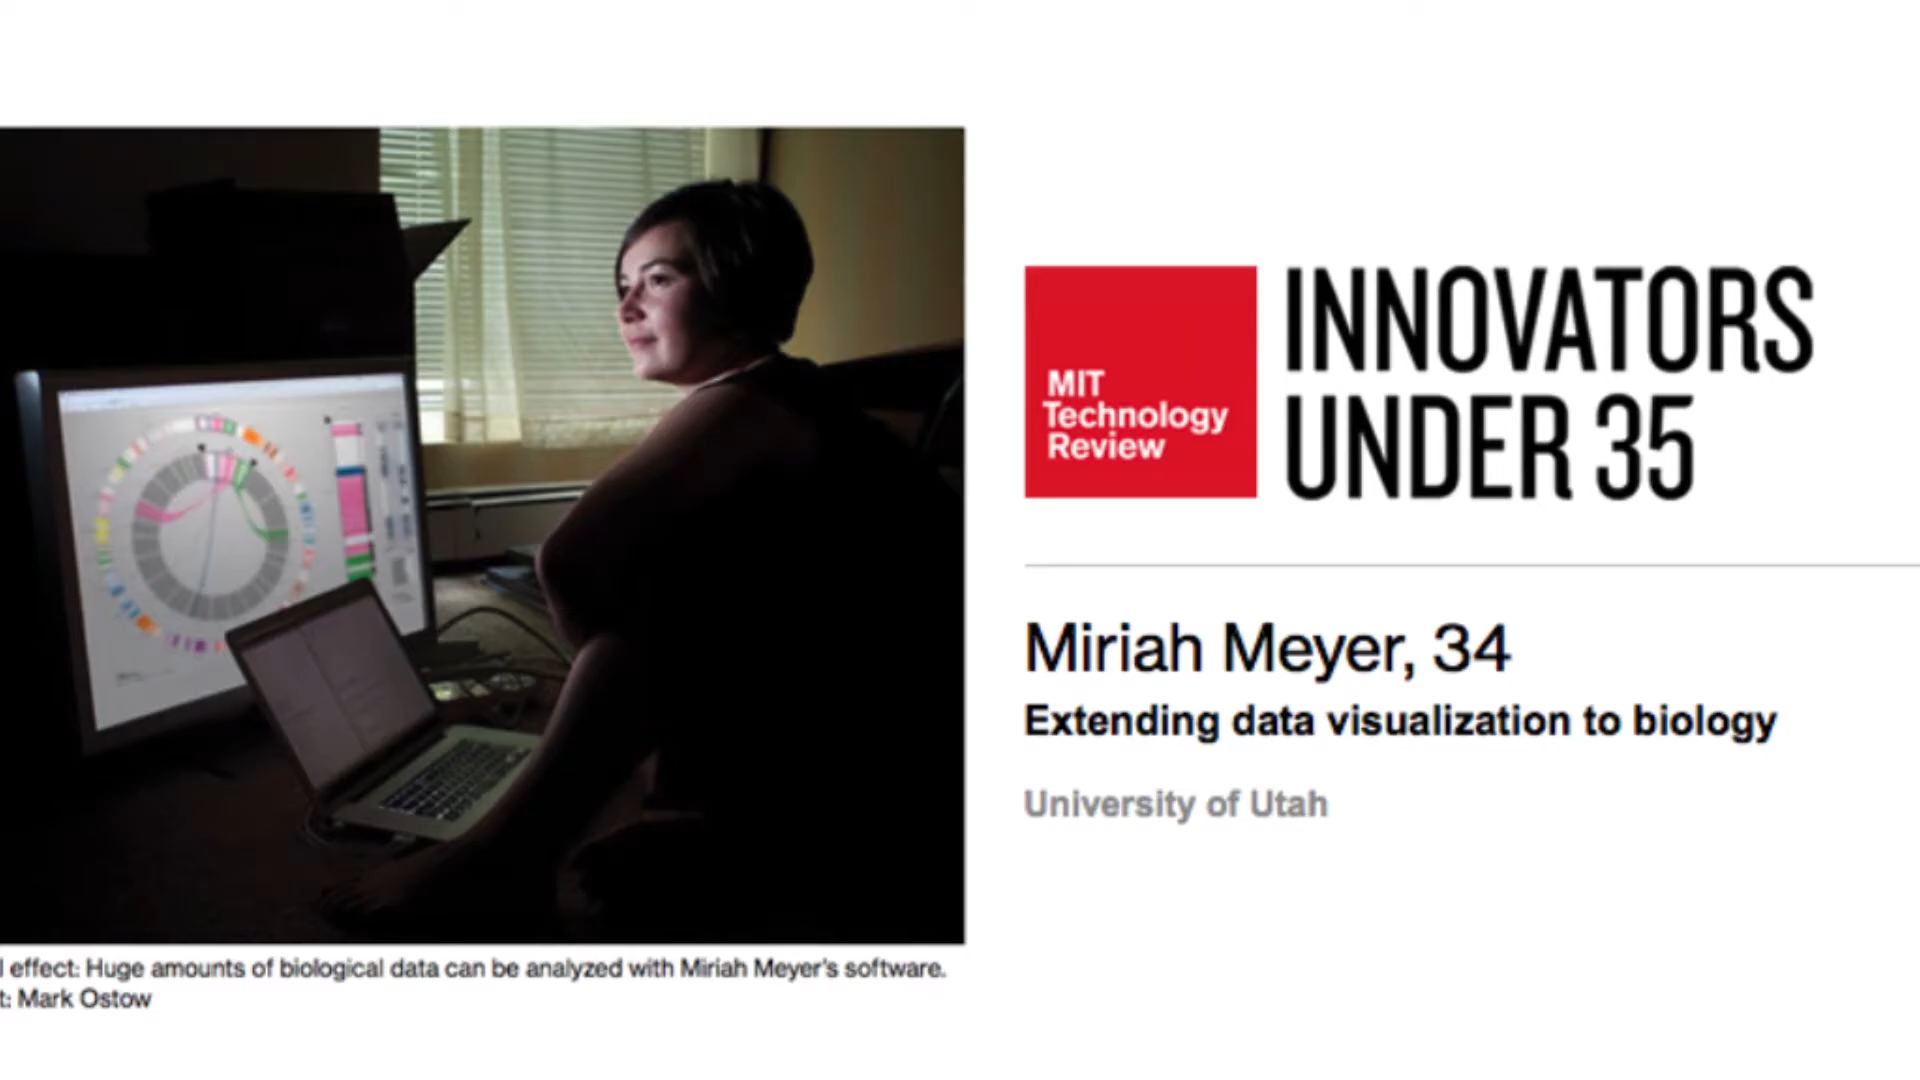 MIT
Technology
Review
INNOVATORS
UNDER 35
Miriah Meyer, 34
Extending data visualization to biology
University of Utah
effect: Huge amounts of biological data can be analyzed with Miriah Meyer's software.
t: Mark Ostow